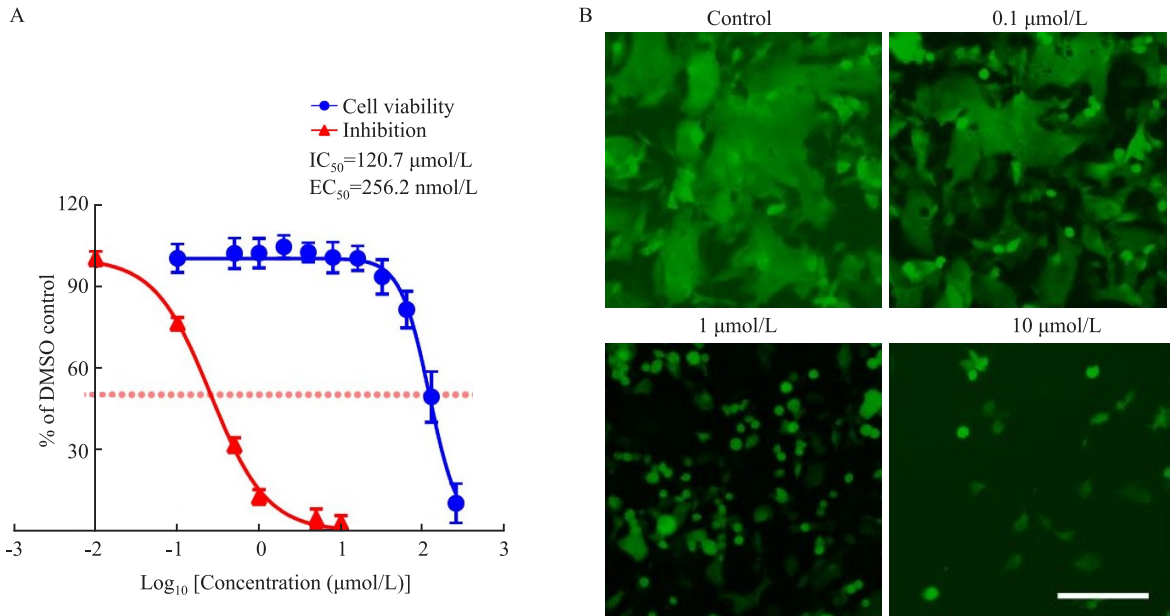 A
Cell viability
Inhibition
IC₅₀=120.7 μmol/L
EC₅₀=256.2 nmol/L
120
90
60
30
% of DMSO control
-3
-2
-1
0
1
2
3
Log₁₀ [Concentration (μmol/L)]
B
Control
0.1 μmol/L
1 μmol/L
10 μmol/L